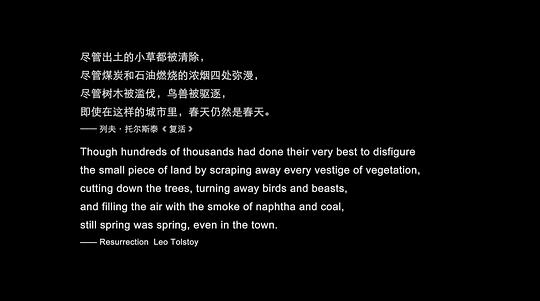 尽管出土的小草都被清除，
尽管煤炭和石油燃烧的浓烟四处弥漫，
尽管树木被滥伐，鸟兽被驱逐，
即使在这样的城市里，春天仍然是春天。
—— 列夫·托尔斯泰《复活》
Though hundreds of thousands had done their very best to disfigure
the small piece of land by scraping away every vestige of vegetation,
cutting down the trees, turning away birds and beasts,
and filling the air with the smoke of naphtha and coal,
still spring was spring, even in the town.
—— Resurrection  Leo Tolstoy